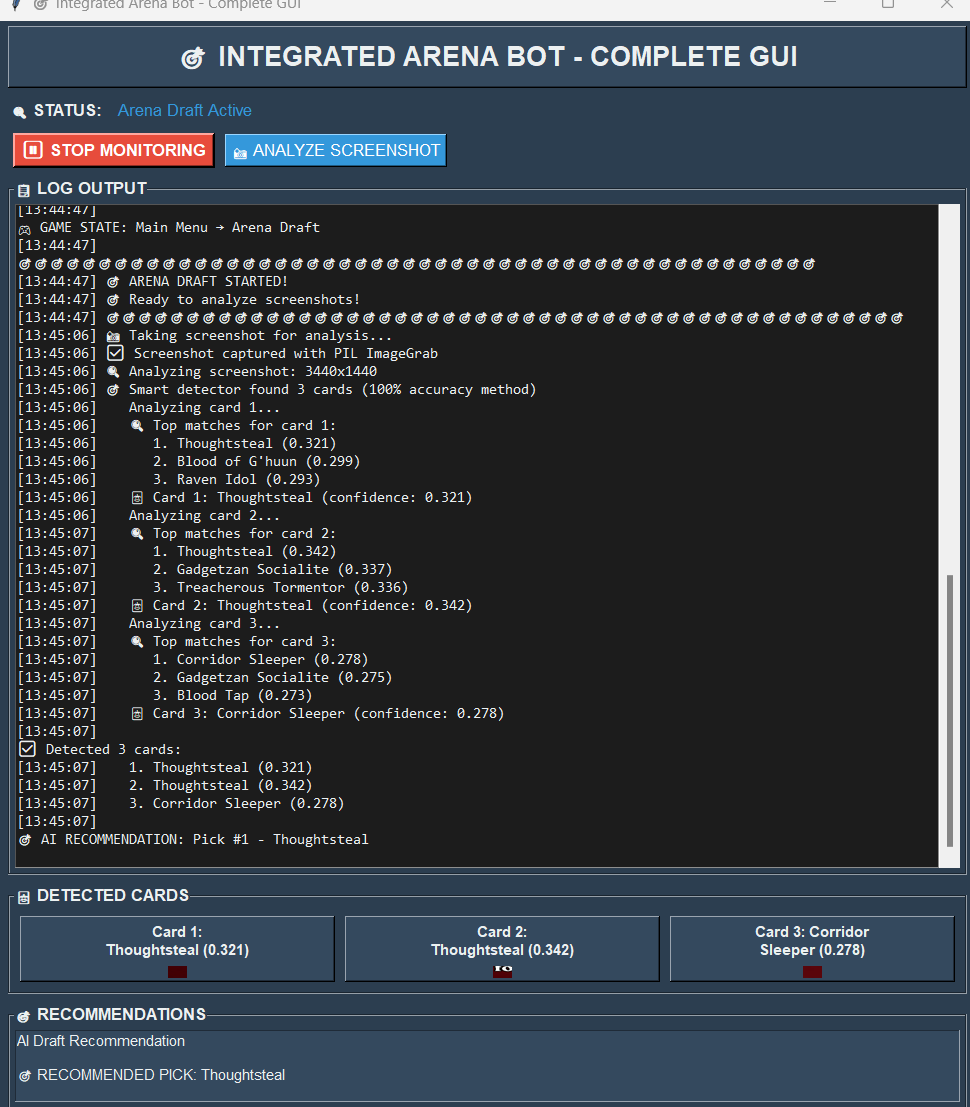 Integrated Arena Bot - Complete GUI
INTEGRATED ARENA BOT - COMPLETE GUI
STATUS: Arena Draft Active
STOP MONITORING ANALYZE SCREENSHOT
LOG OUTPUT
[13:44:47]
GAME STATE: Main Menu → Arena Draft
[13:44:47]
[13:44:47] ARENA DRAFT STARTED!
[13:44:47] Ready to analyze screenshots!
[13:44:47]
[13:45:06] Taking screenshot for analysis...
[13:45:06] Screenshot captured with PIL ImageGrab
[13:45:06] Analyzing screenshot: 3440x1440
[13:45:06] Smart detector found 3 cards (100% accuracy method)
[13:45:06] Analyzing card 1...
[13:45:06] Top matches for card 1:
[13:45:06] 1. Thoughtsteal (0.321)
[13:45:06] 2. Blood of G'huun (0.299)
[13:45:06] 3. Raven Idol (0.293)
[13:45:06] Card 1: Thoughtsteal (confidence: 0.321)
[13:45:06] Analyzing card 2...
[13:45:07] Top matches for card 2:
[13:45:07] 1. Thoughtsteal (0.342)
[13:45:07] 2. Gadgetzan Socialite (0.337)
[13:45:07] 3. Treacherous Tormentor (0.336)
[13:45:07] Card 2: Thoughtsteal (confidence: 0.342)
[13:45:07] Analyzing card 3...
[13:45:07] Top matches for card 3:
[13:45:07] 1. Corridor Sleeper (0.278)
[13:45:07] 2. Gadgetzan Socialite (0.275)
[13:45:07] 3. Blood Tap (0.273)
[13:45:07] Card 3: Corridor Sleeper (confidence: 0.278)
[13:45:07]
Detected 3 cards:
[13:45:07] 1. Thoughtsteal (0.321)
[13:45:07] 2. Thoughtsteal (0.342)
[13:45:07] 3. Corridor Sleeper (0.278)
[13:45:07]
AI RECOMMENDATION: Pick #1 - Thoughtsteal
DETECTED CARDS
Card 1:
Thoughtsteal (0.321)
Card 2:
Thoughtsteal (0.342)
Card 3: Corridor
Sleeper (0.278)
RECOMMENDATIONS
AI Draft Recommendation
RECOMMENDED PICK: Thoughtsteal